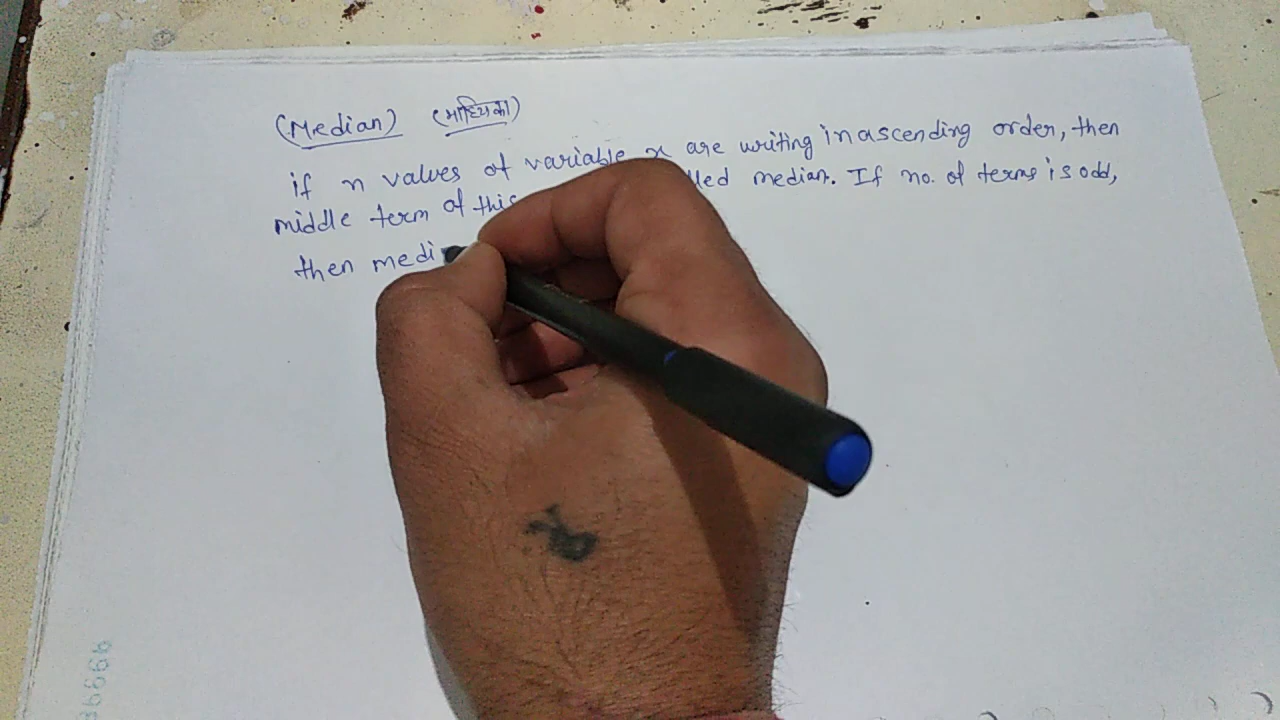 (Median) (माध्यिका)
if n values of variable x are writing in ascending order, then
middle term of this median. If no. of terms is odd,
then medi